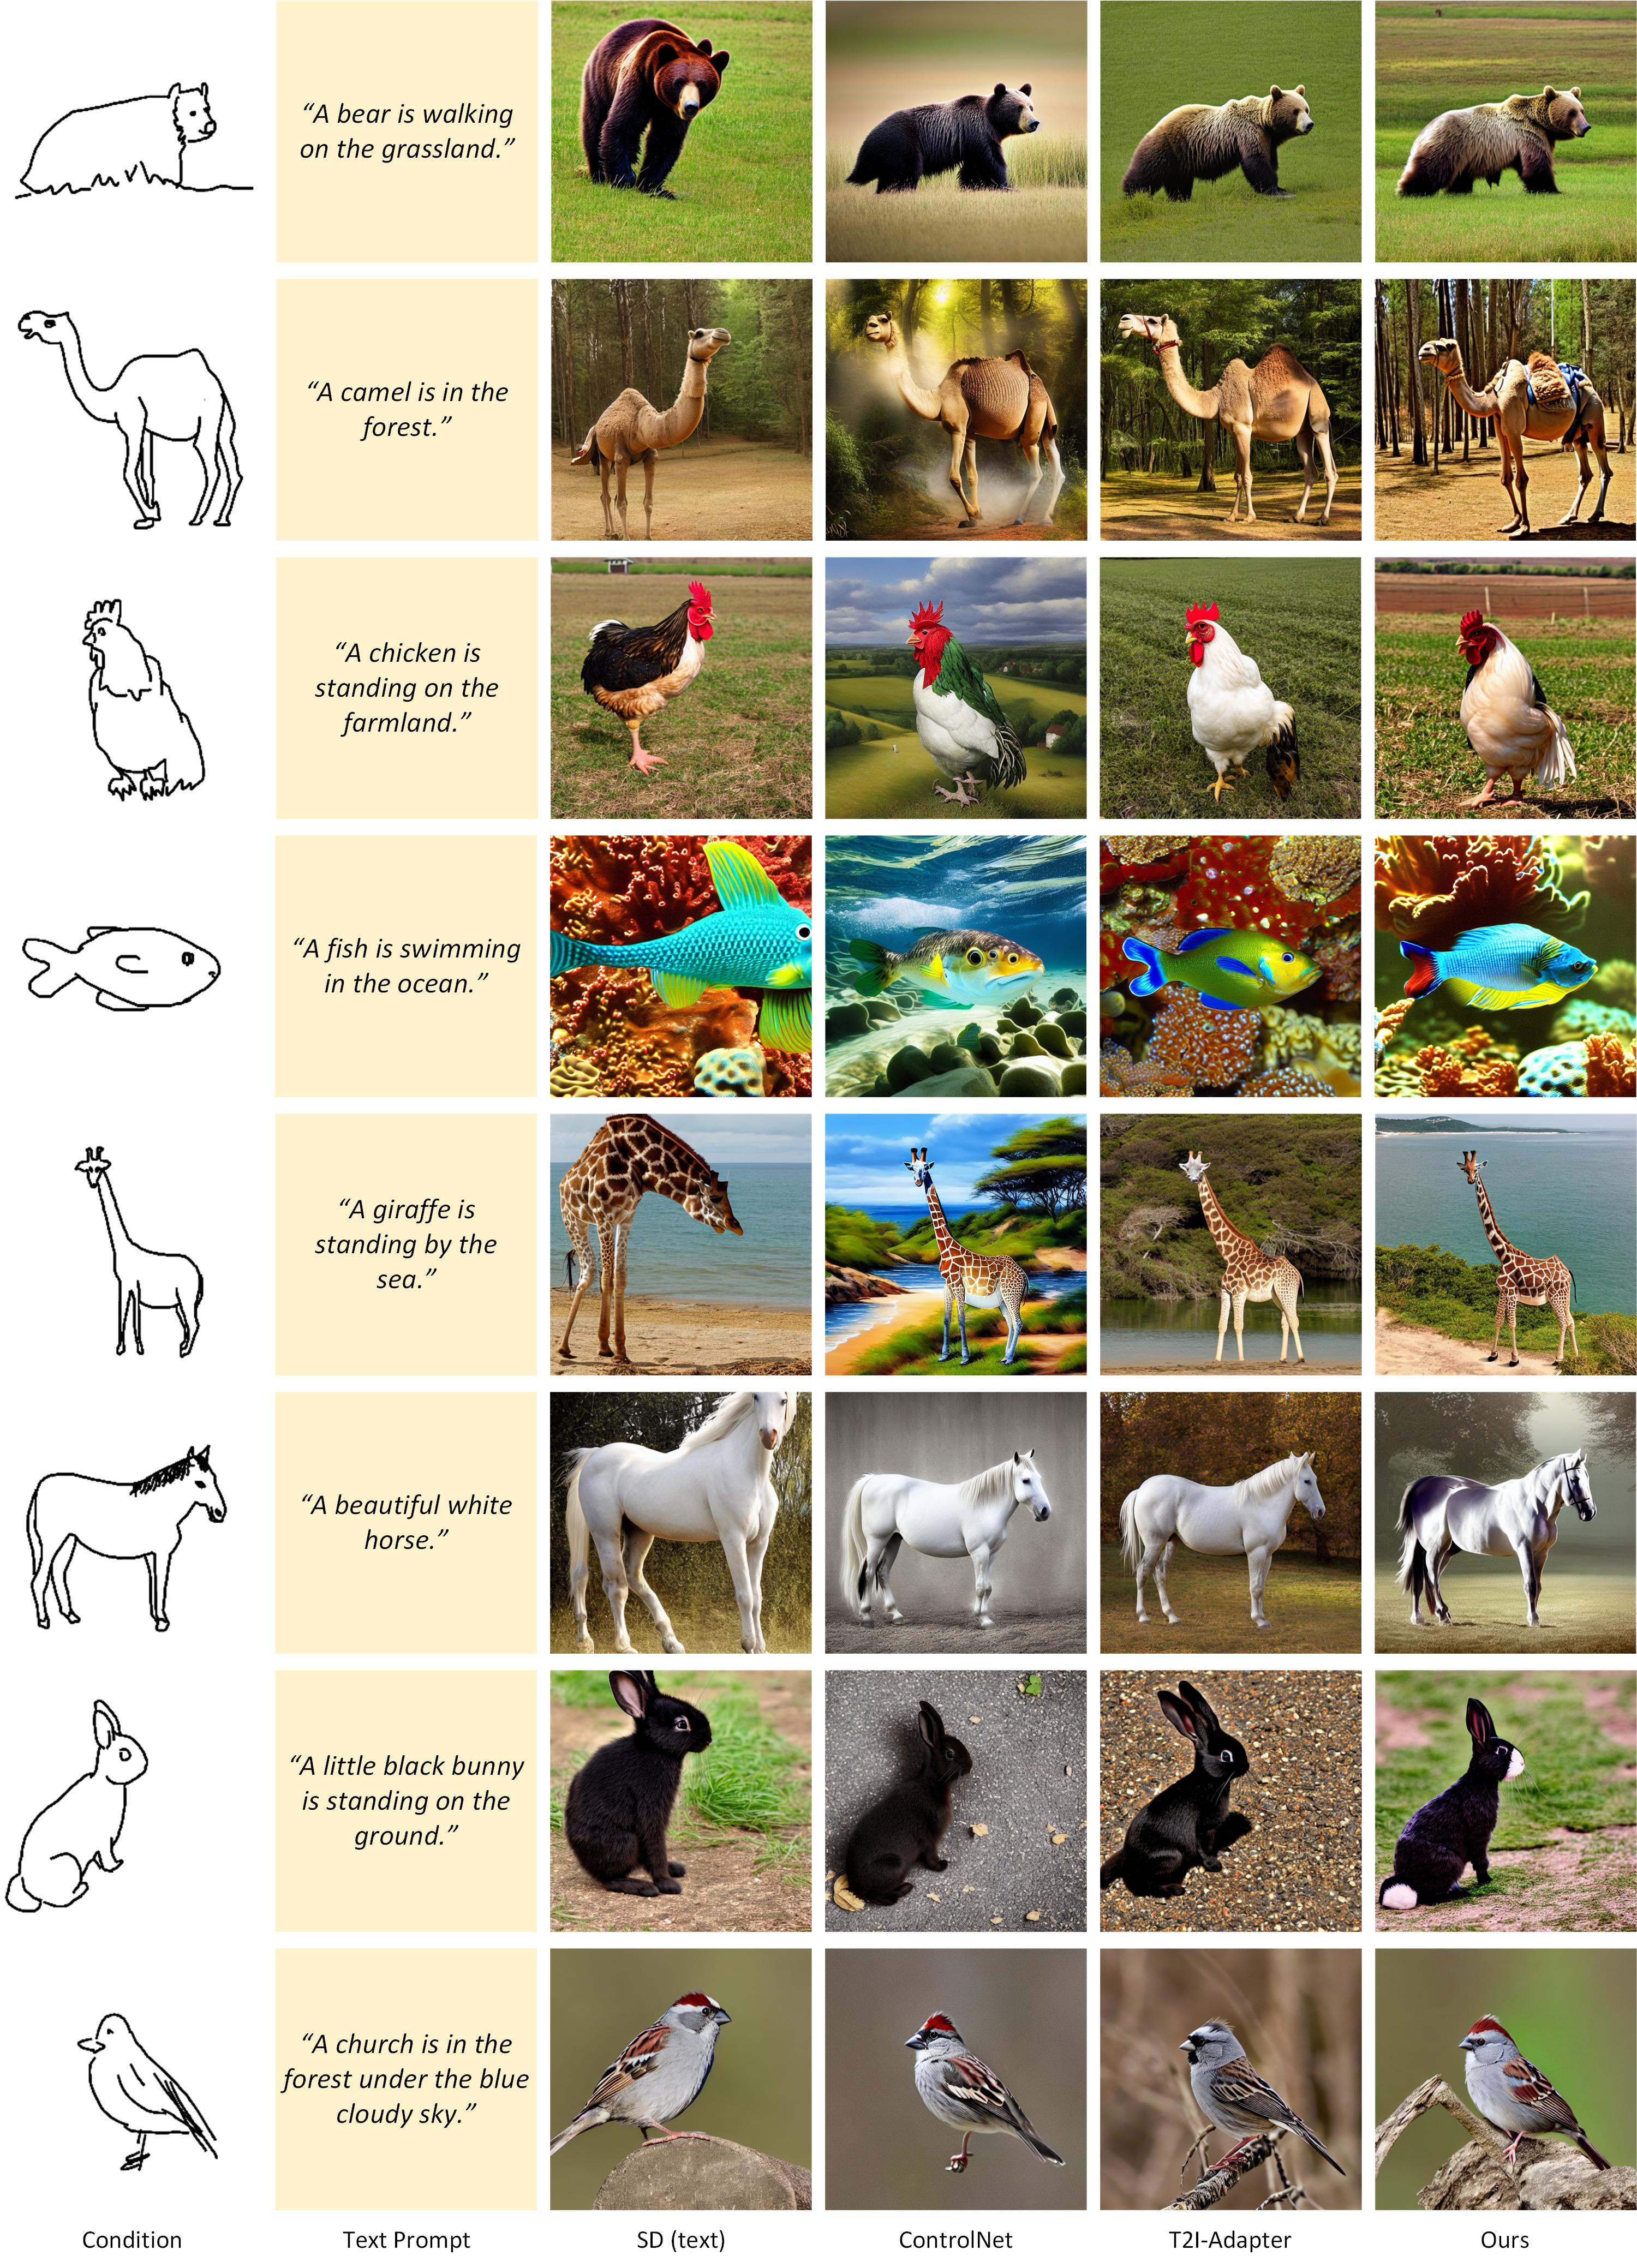 “A bear is walking
on the grassland.”
“A camel is in the
forest.”
“A chicken is
standing on the
farmland.”
“A fish is swimming
in the ocean.”
“A giraffe is
standing by the
sea.”
“A beautiful white
horse.”
“A little black bunny
is standing on the
ground.”
“A church is in the
forest under the blue
cloudy sky.”
Condition
Text Prompt
SD (text)
ControlNet
T2I-Adapter
Ours